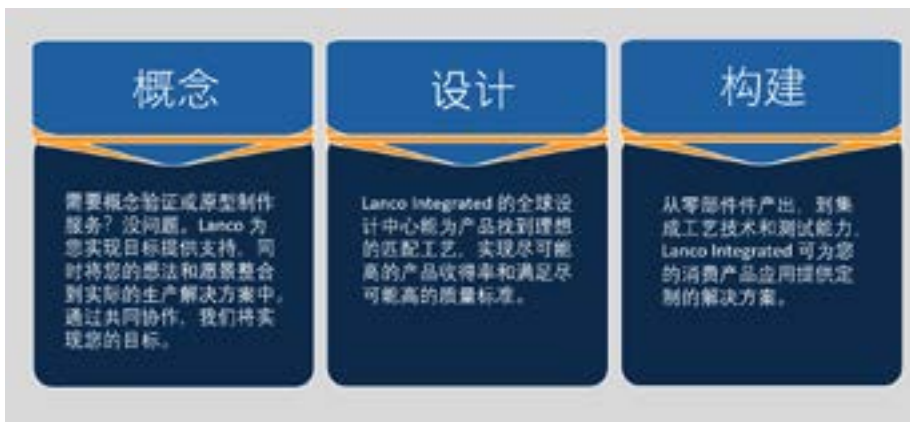 概念
需要概念验证或原型制作
服务？没问题。Lanco 为
您实现目标提供支持，同
时将您的想法和愿景整合
到实际的生产解决方案中，
通过共同协作，我们将实
现您的目标。
设计
Lanco Integrated 的全球设
计中心能为产品找到理想
的匹配工艺，实现尽可能
高的产品收得率和满足尽
可能高的质量标准。
构建
从零部件件产出，到集
成工艺技术和测试能力，
Lanco Integrated 可为您
的消费产品应用提供定
制的解决方案。